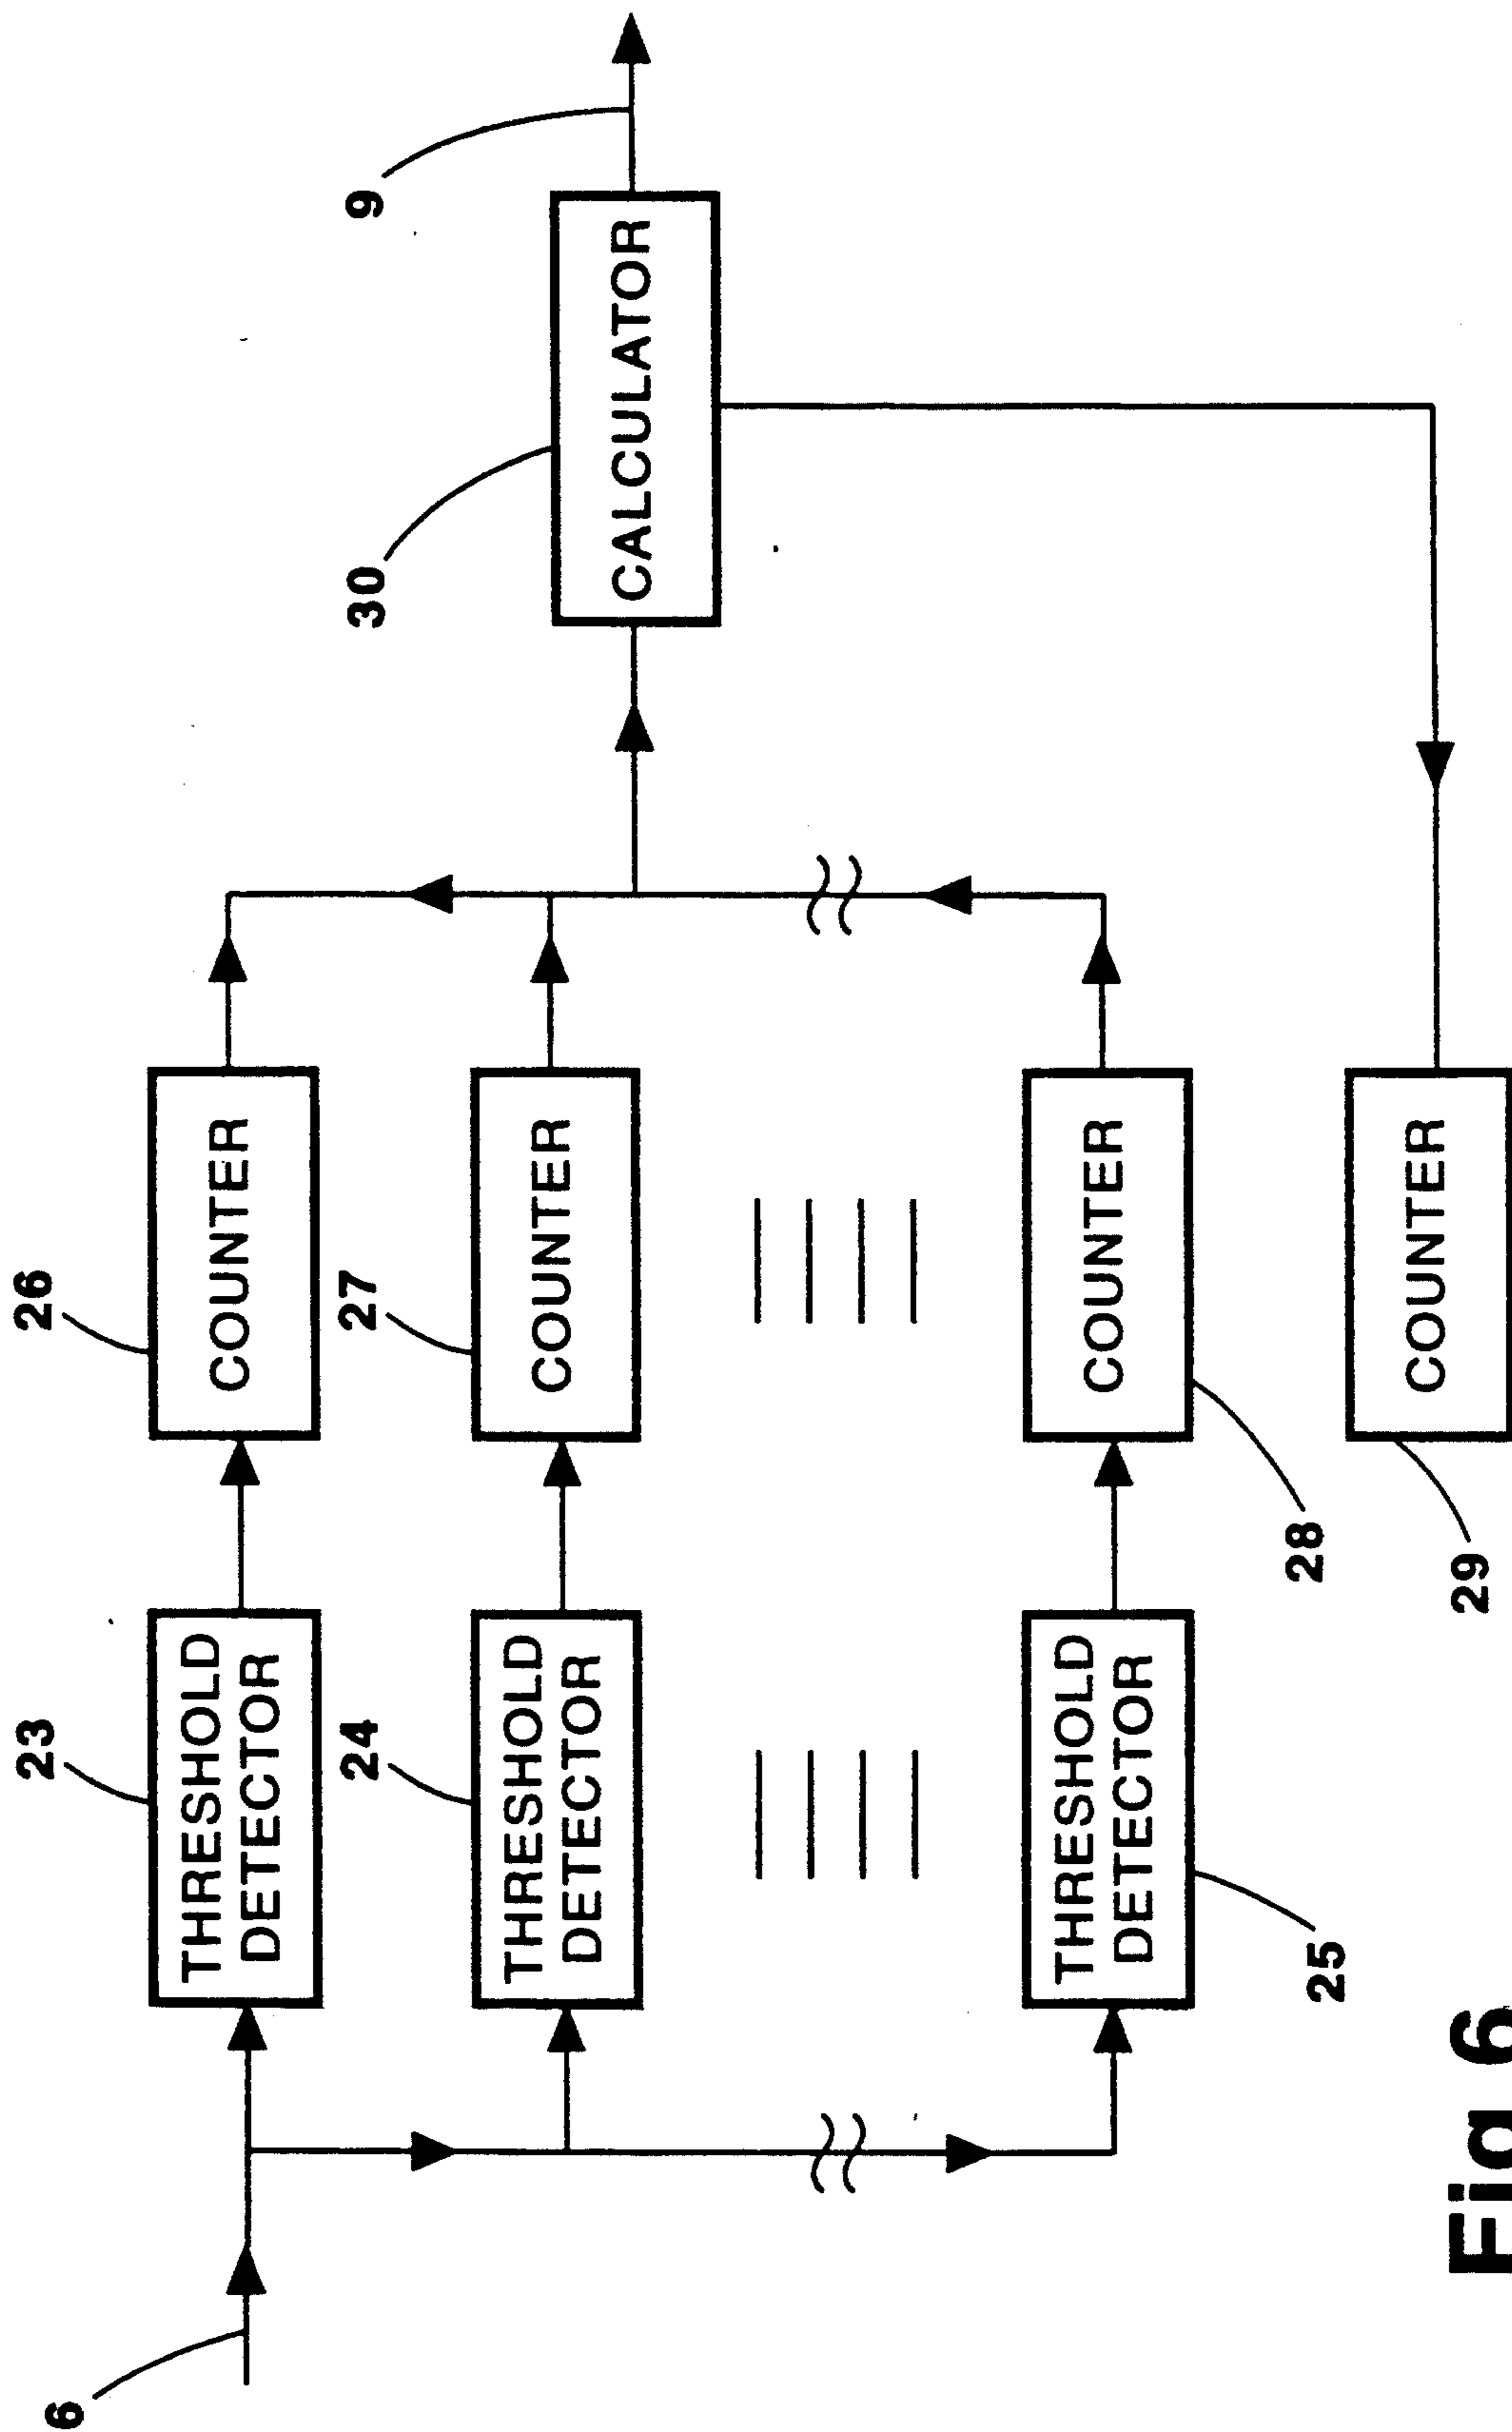 6
23
THRESHOLD
DETECTOR
26
COUNTER
24
THRESHOLD
DETECTOR
27
COUNTER
30
CALCULATOR
9
THRESHOLD
DETECTOR
25
COUNTER
28
COUNTER
29
Fig 6